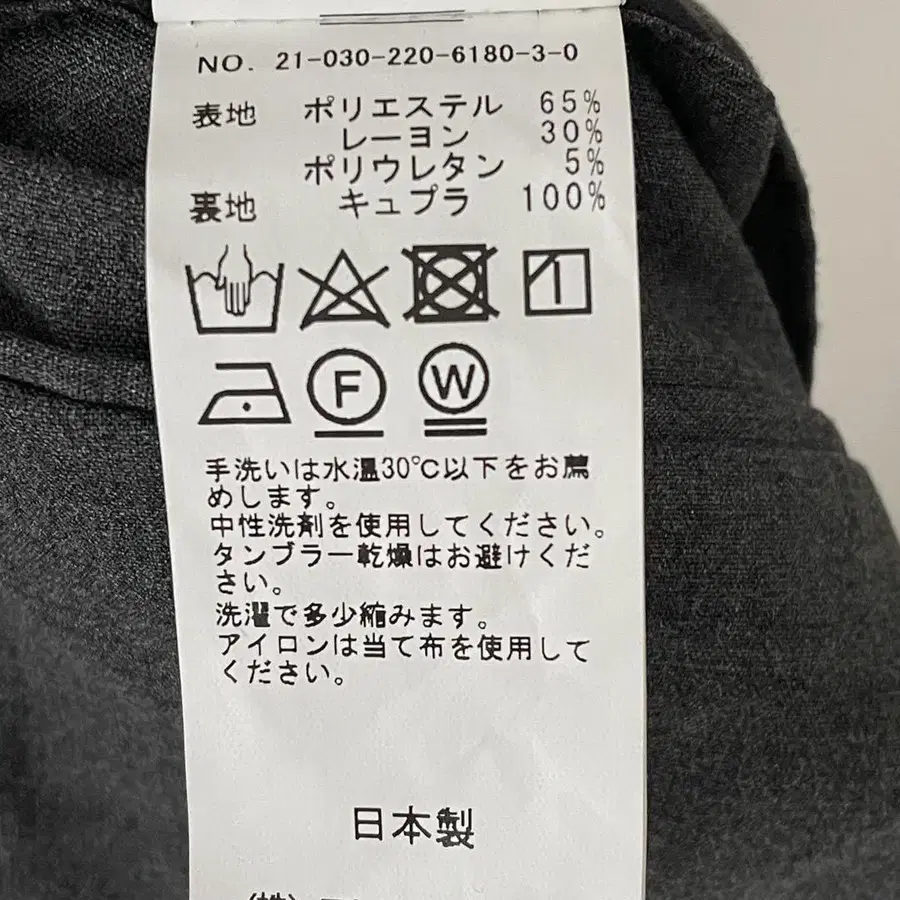 NO. 21-030-220-6180-3-0
表地 ポリエステル 65%
レーヨン 30%
ポリウレタン 5%
裏地 キュプラ 100%
F W
手洗いは水温30℃以下をお薦
めします。
中性洗剤を使用してください。
タンブラー乾燥はお避けくだ
さい。
洗濯で多少縮みます。
アイロンは当て布を使用して
ください。
日本製